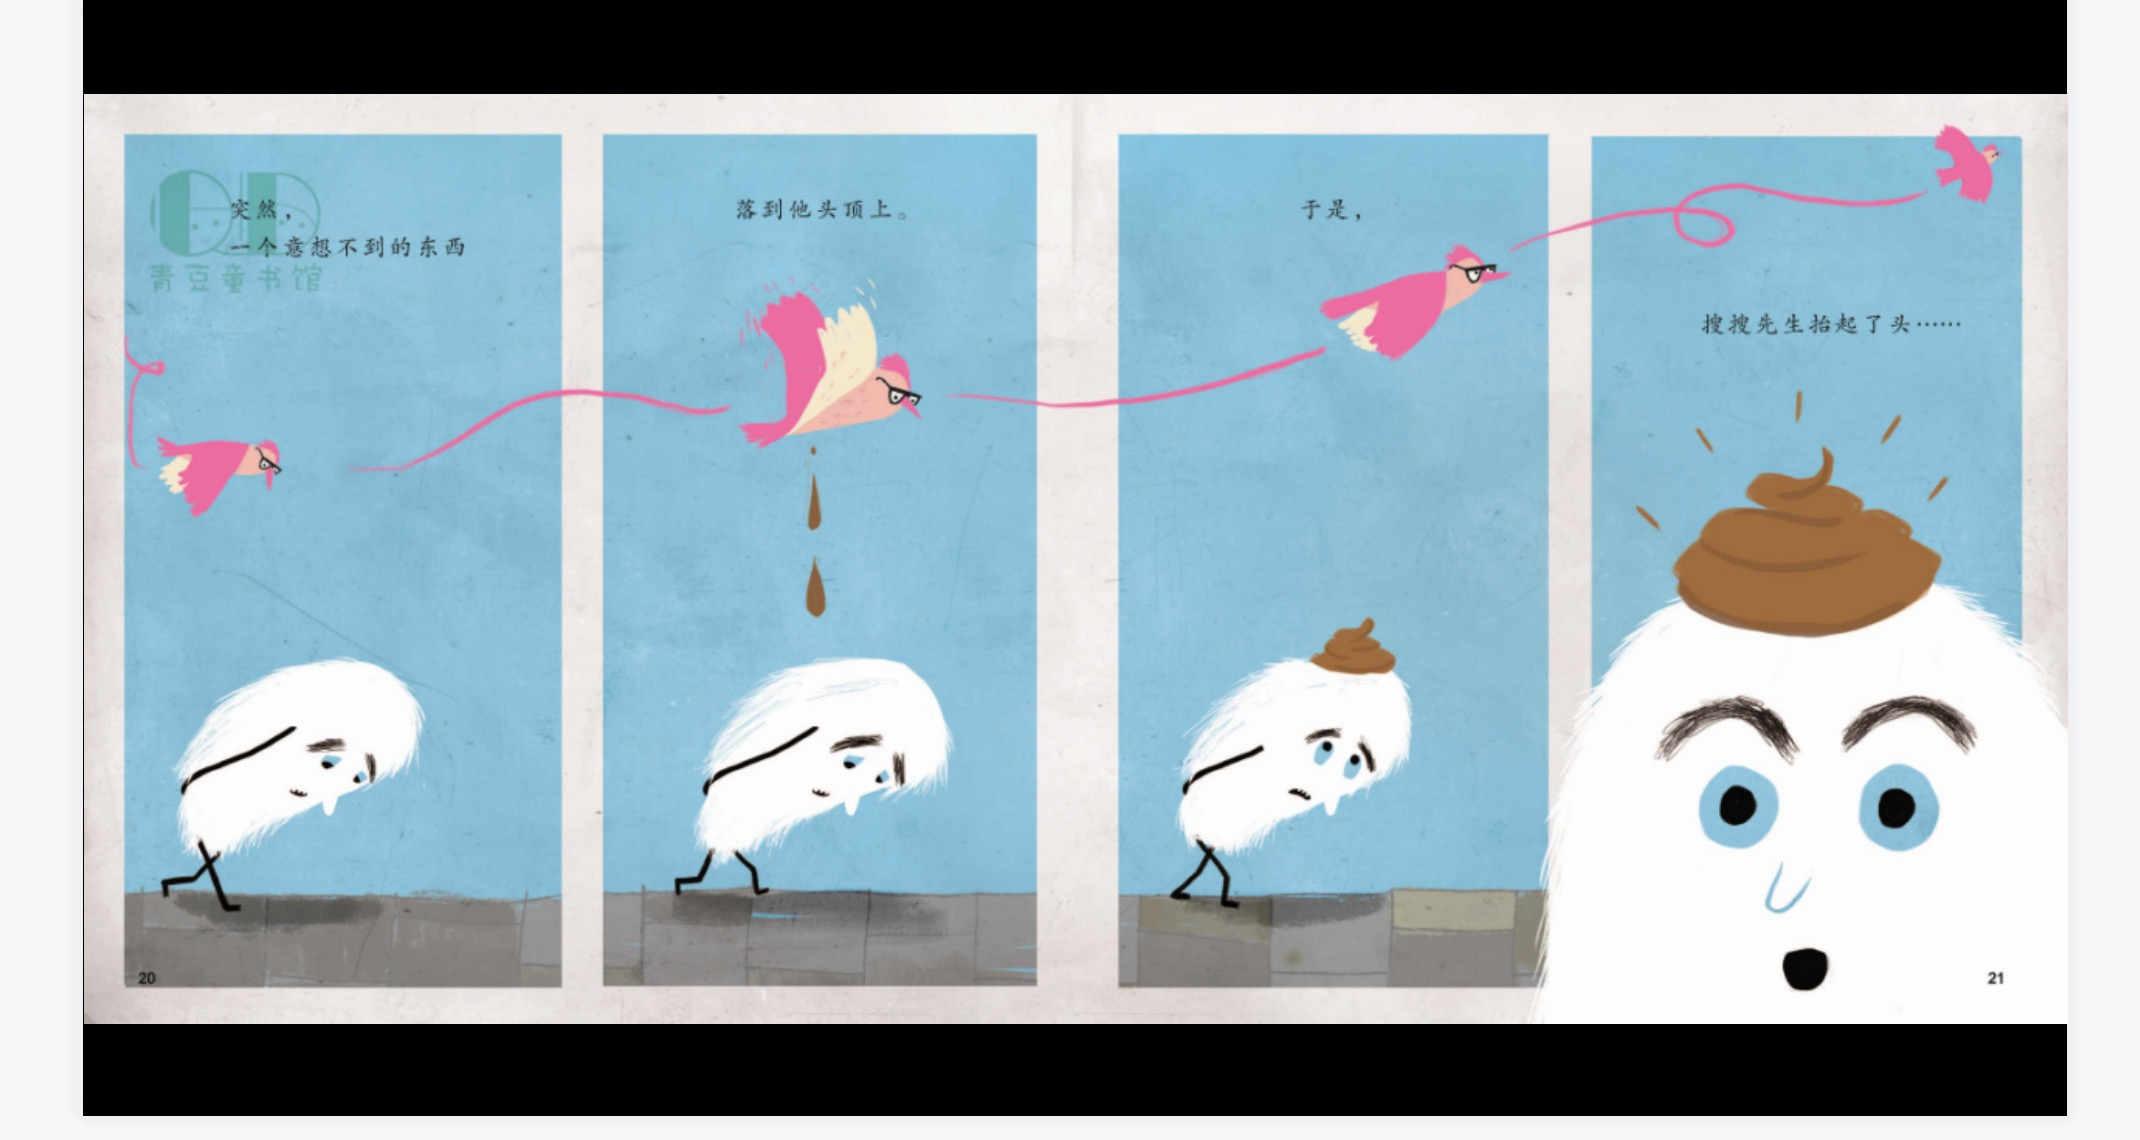 突然，
一个意想不到的东西
青豆童书馆
落到他头顶上。
于是，
搜搜先生抬起了头……
20
21